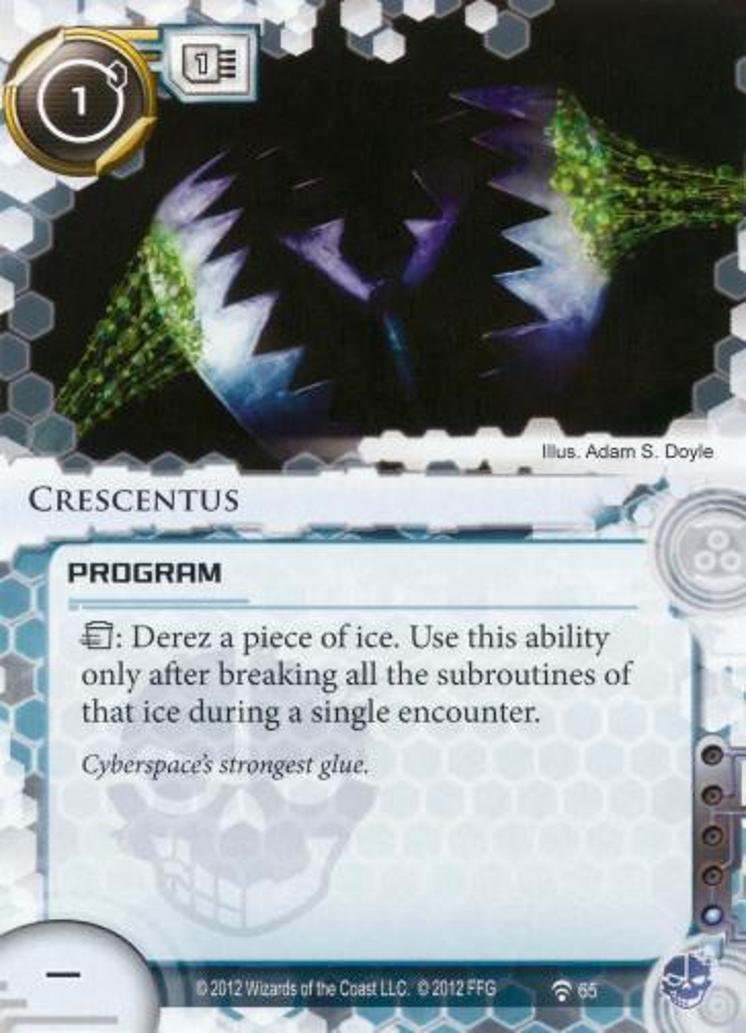 1
1
Illus. Adam S. Doyle
CRESCENTUS
PROGRAM
: Derez a piece of ice. Use this ability
only after breaking all the subroutines of
that ice during a single encounter.
Cyberspace's strongest glue.
–
© 2012 Wizards of the Coast LLC. © 2012 FFG
65